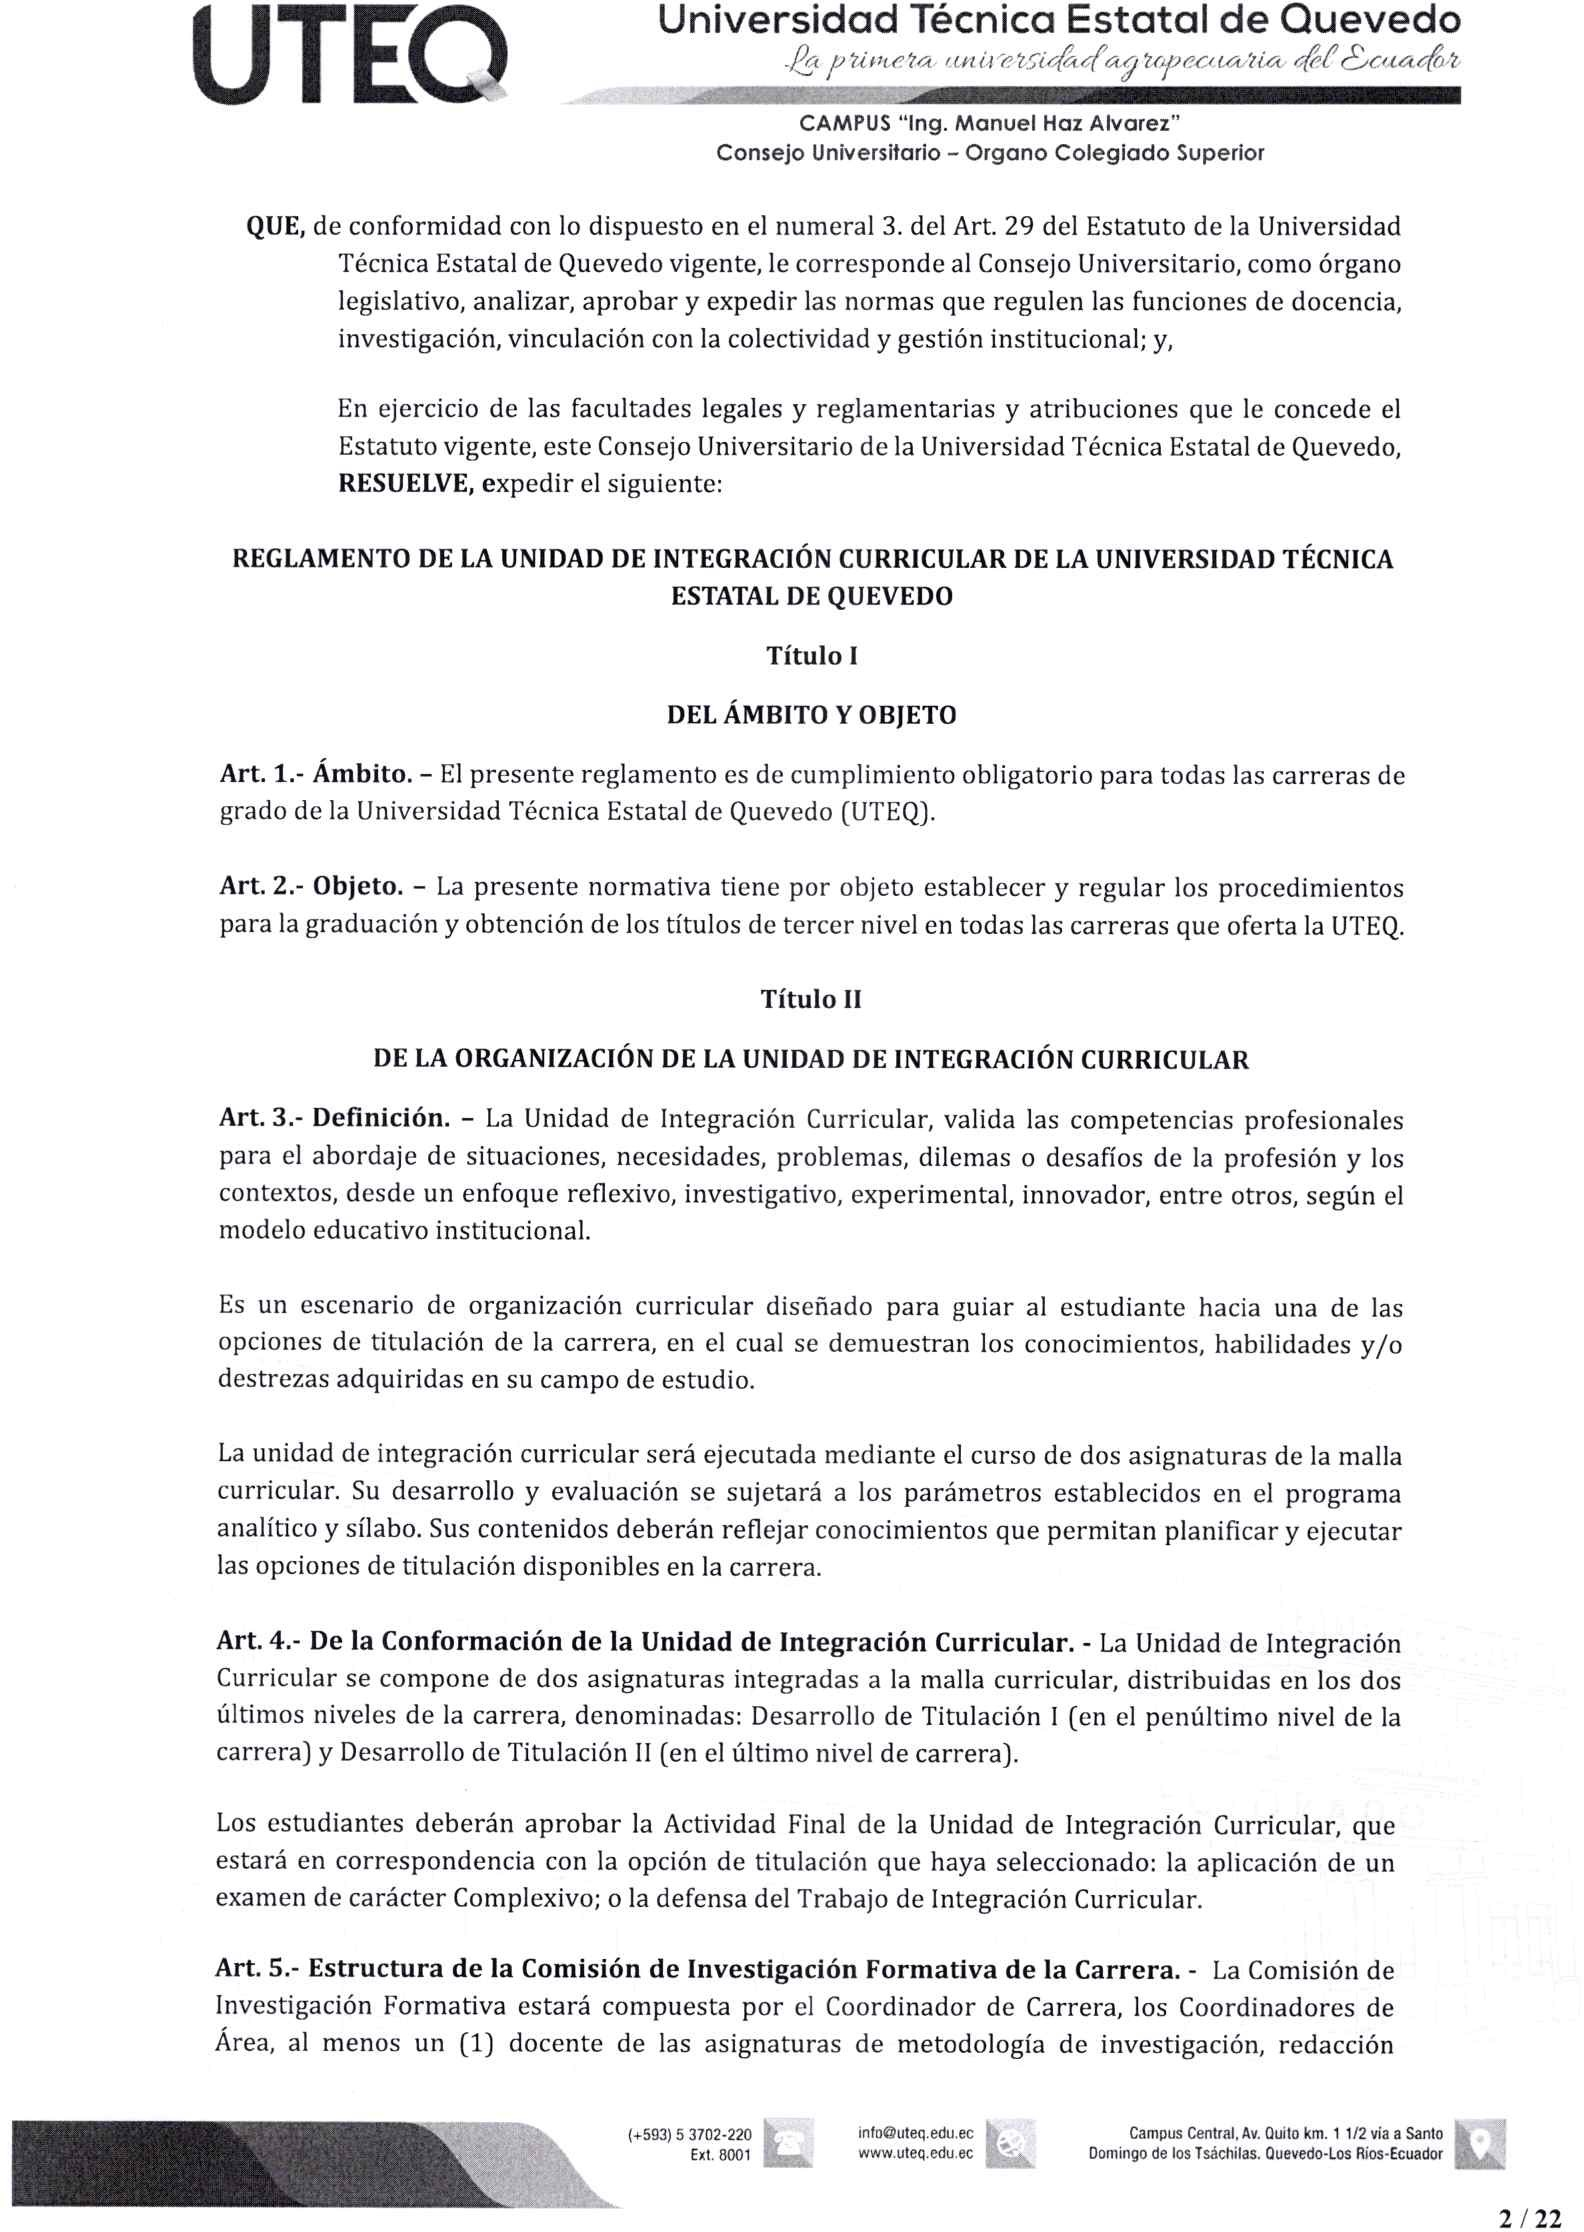 UTEQ
Universidad Técnica Estatal de Quevedo
La primera universidad agropecuaria del Ecuador
CAMPUS “Ing. Manuel Haz Alvarez”
Consejo Universitario – Organo Colegiado Superior
QUE, de conformidad con lo dispuesto en el numeral 3. del Art. 29 del Estatuto de la Universidad
Técnica Estatal de Quevedo vigente, le corresponde al Consejo Universitario, como órgano
legislativo, analizar, aprobar y expedir las normas que regulen las funciones de docencia,
investigación, vinculación con la colectividad y gestión institucional; y,
En ejercicio de las facultades legales y reglamentarias y atribuciones que le concede el
Estatuto vigente, este Consejo Universitario de la Universidad Técnica Estatal de Quevedo,
RESUELVE, expedir el siguiente:
REGLAMENTO DE LA UNIDAD DE INTEGRACIÓN CURRICULAR DE LA UNIVERSIDAD TÉCNICA
ESTATAL DE QUEVEDO
Título I
DEL ÁMBITO Y OBJETO
Art. 1.- Ámbito. – El presente reglamento es de cumplimiento obligatorio para todas las carreras de
grado de la Universidad Técnica Estatal de Quevedo (UTEQ).
Art. 2.- Objeto. – La presente normativa tiene por objeto establecer y regular los procedimientos
para la graduación y obtención de los títulos de tercer nivel en todas las carreras que oferta la UTEQ.
Título II
DE LA ORGANIZACIÓN DE LA UNIDAD DE INTEGRACIÓN CURRICULAR
Art. 3.- Definición. – La Unidad de Integración Curricular, valida las competencias profesionales
para el abordaje de situaciones, necesidades, problemas, dilemas o desafíos de la profesión y los
contextos, desde un enfoque reflexivo, investigativo, experimental, innovador, entre otros, según el
modelo educativo institucional.
Es un escenario de organización curricular diseñado para guiar al estudiante hacia una de las
opciones de titulación de la carrera, en el cual se demuestran los conocimientos, habilidades y/o
destrezas adquiridas en su campo de estudio.
La unidad de integración curricular será ejecutada mediante el curso de dos asignaturas de la malla
curricular. Su desarrollo y evaluación se sujetará a los parámetros establecidos en el programa
analítico y sílabo. Sus contenidos deberán reflejar conocimientos que permitan planificar y ejecutar
las opciones de titulación disponibles en la carrera.
Art. 4.- De la Conformación de la Unidad de Integración Curricular. - La Unidad de Integración
Curricular se compone de dos asignaturas integradas a la malla curricular, distribuidas en los dos
últimos niveles de la carrera, denominadas: Desarrollo de Titulación I (en el penúltimo nivel de la
carrera) y Desarrollo de Titulación II (en el último nivel de carrera).
Los estudiantes deberán aprobar la Actividad Final de la Unidad de Integración Curricular, que
estará en correspondencia con la opción de titulación que haya seleccionado: la aplicación de un
examen de carácter Complexivo; o la defensa del Trabajo de Integración Curricular.
Art. 5.- Estructura de la Comisión de Investigación Formativa de la Carrera. - La Comisión de
Investigación Formativa estará compuesta por el Coordinador de Carrera, los Coordinadores de
Área, al menos un (1) docente de las asignaturas de metodología de investigación, redacción
(+593) 5 3702-220
Ext. 8001
info@uteq.edu.ec
www.uteq.edu.ec
Campus Central, Av. Quito km. 1 1/2 vía a Santo
Domingo de los Tsáchilas. Quevedo-Los Ríos-Ecuador
2 / 22